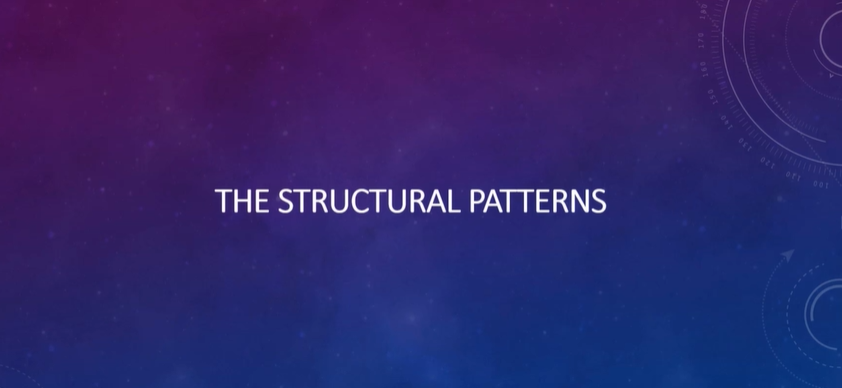 THE STRUCTURAL PATTERNS